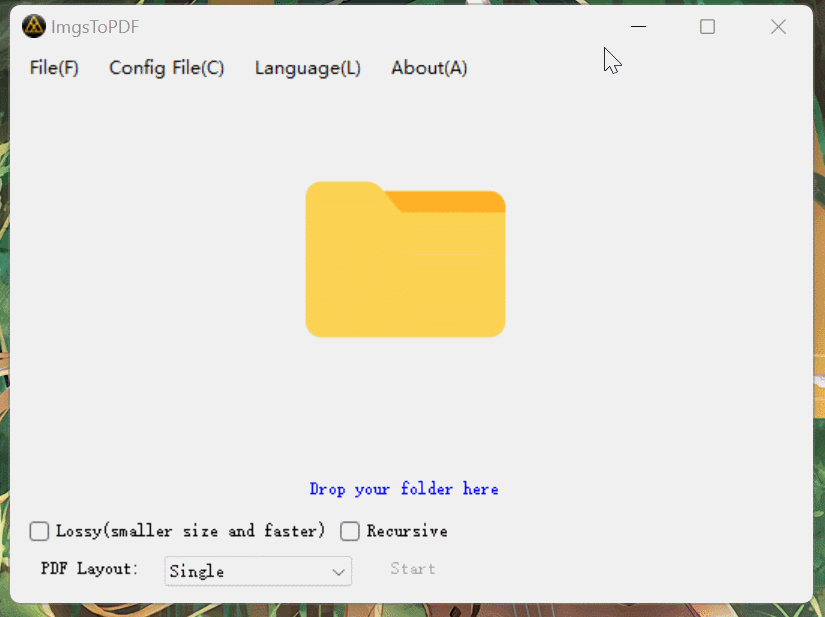 ImgsToPDF
File(F) Config File(C) Language(L) About(A)
Drop your folder here
Lossy(smaller size and faster) Recursive
PDF Layout: Single Start